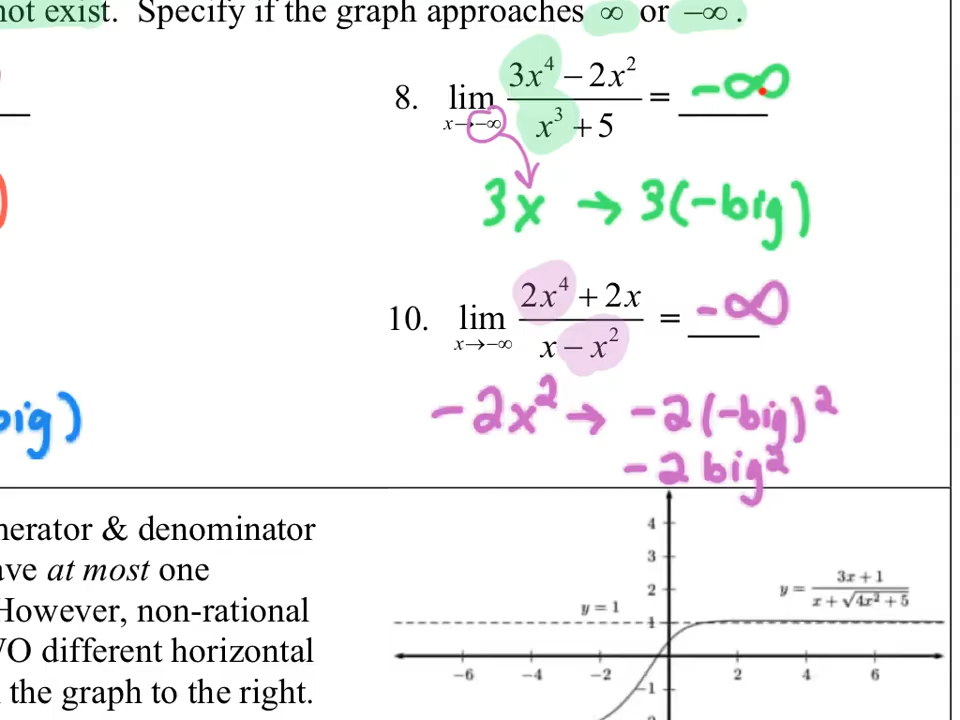 not exist. Specify if the graph approaches ∞ or −∞.
8. lim x→−∞ (3x⁴ − 2x²)/(x³ + 5) = −∞
3x → 3(−big)
10. lim x→−∞ (2x⁴ + 2x)/(x − x²) = −∞
big)
−2x² → −2(−big)²
−2 big²
nerator & denominator
ave at most one
However, non-rational
WO different horizontal
the graph to the right.
4
3
2
1
−1
y = (3x + 1)/(x + √(4x² + 5))
y = 1
−6 −4 −2 2 4 6